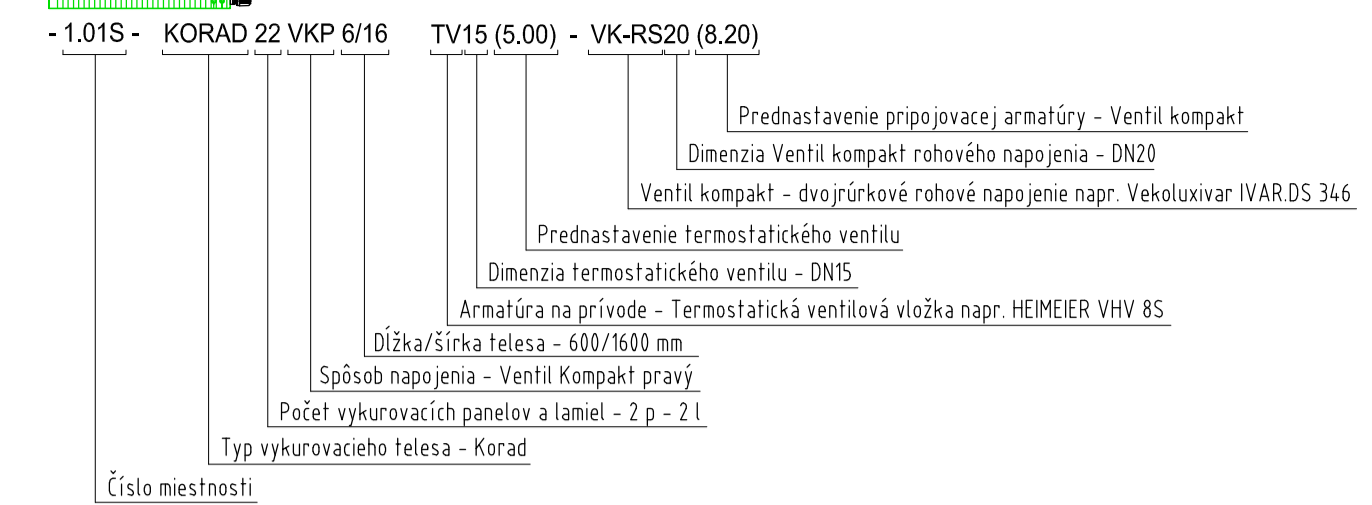 - 1.01S - KORAD 22 VKP 6/16 TV15 (5.00) - VK-RS20 (8.20)
Prednastavenie pripojovacej armatúry - Ventil kompakt
Dimenzia Ventil kompakt rohového napojenia - DN20
Ventil kompakt - dvojrúrkové rohové napojenie napr. Vekoluxivar IVAR.DS 346
Prednastavenie termostatického ventilu
Dimenzia termostatického ventilu - DN15
Armatúra na prívode - Termostatická ventilová vložka napr. HEIMEIER VHV 8S
Dĺžka/šírka telesa - 600/1600 mm
Spôsob napojenia - Ventil Kompakt pravý
Počet vykurovacích panelov a lamiel - 2 p - 2 l
Typ vykurovacieho telesa - Korad
Číslo miestnosti